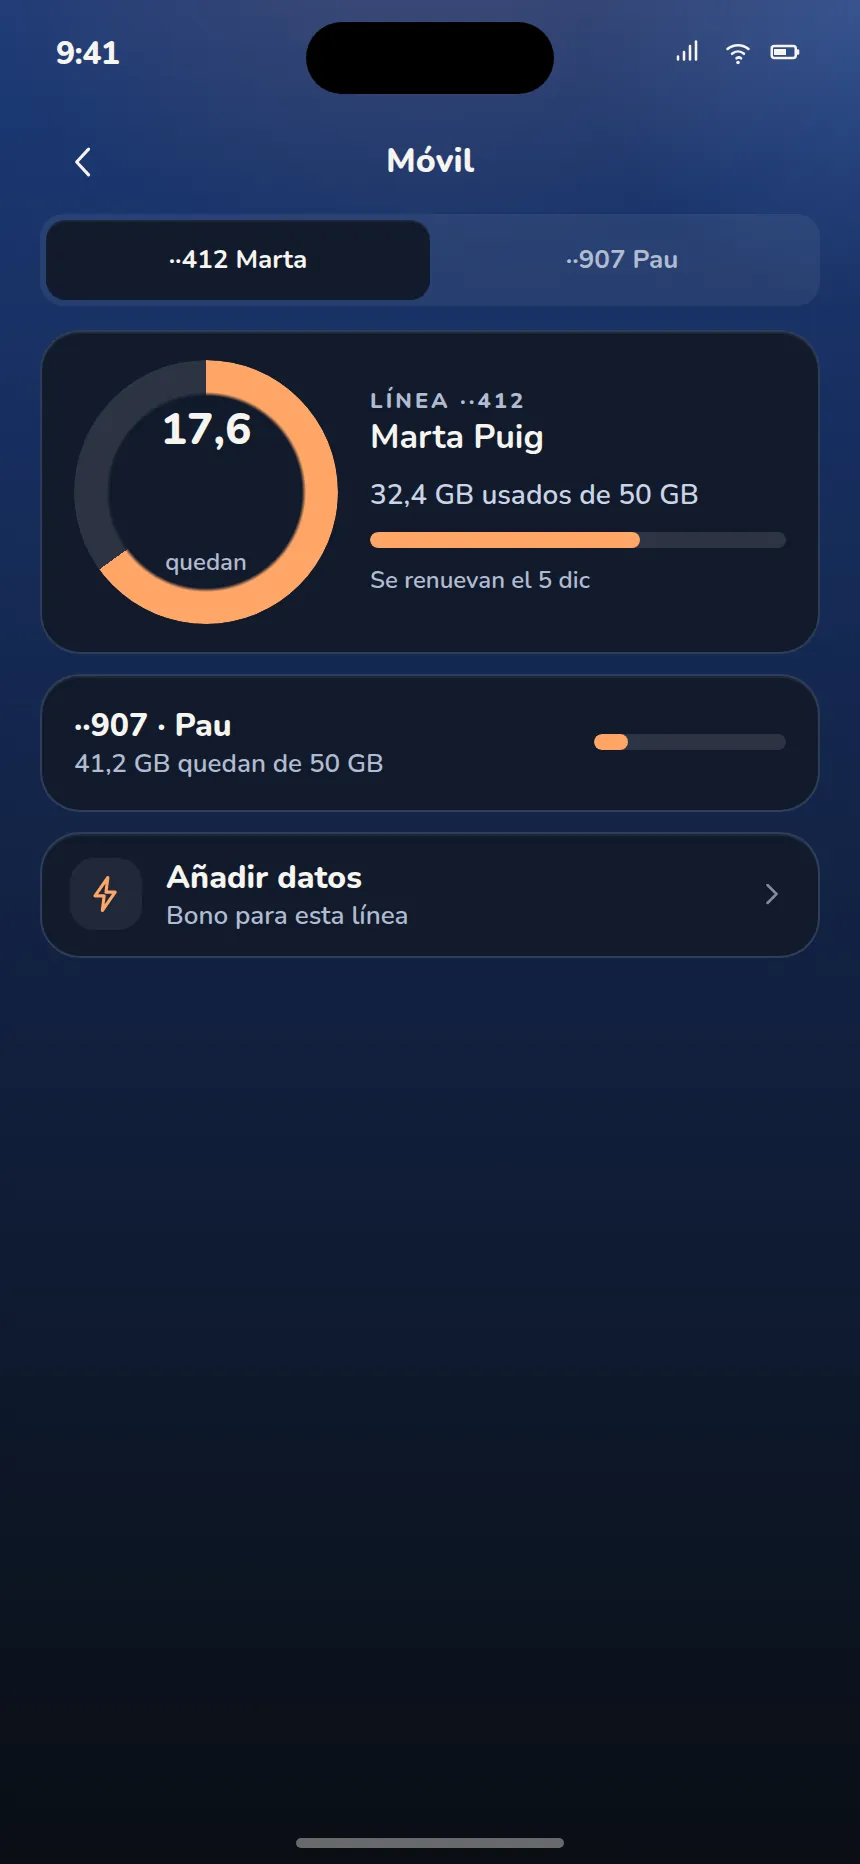 9:41
Móvil
··412 Marta
··907 Pau
17,6
quedan
LÍNEA ··412
Marta Puig
32,4 GB usados de 50 GB
Se renuevan el 5 dic
··907 · Pau
41,2 GB quedan de 50 GB
Añadir datos
Bono para esta línea